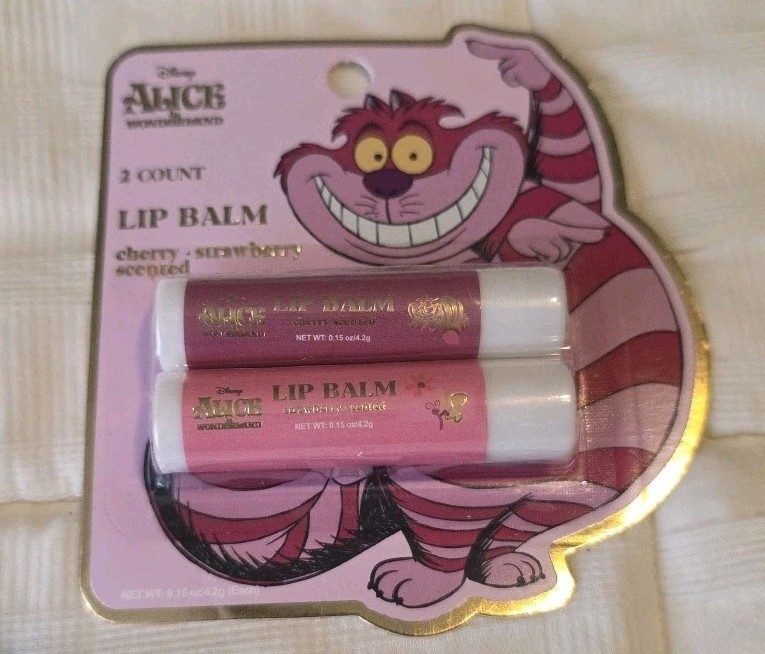 Disney
ALICE
IN
WONDERLAND
2 COUNT
LIP BALM
cherry · strawberry
scented
Disney
ALICE
IN
WONDERLAND
LIP BALM
cherry scented
NET WT: 0.15 oz/4.2g
Disney
ALICE
IN
WONDERLAND
LIP BALM
strawberry scented
NET WT: 0.15 oz/4.2g
NET WT: 0.15 oz/4.2g (Each)